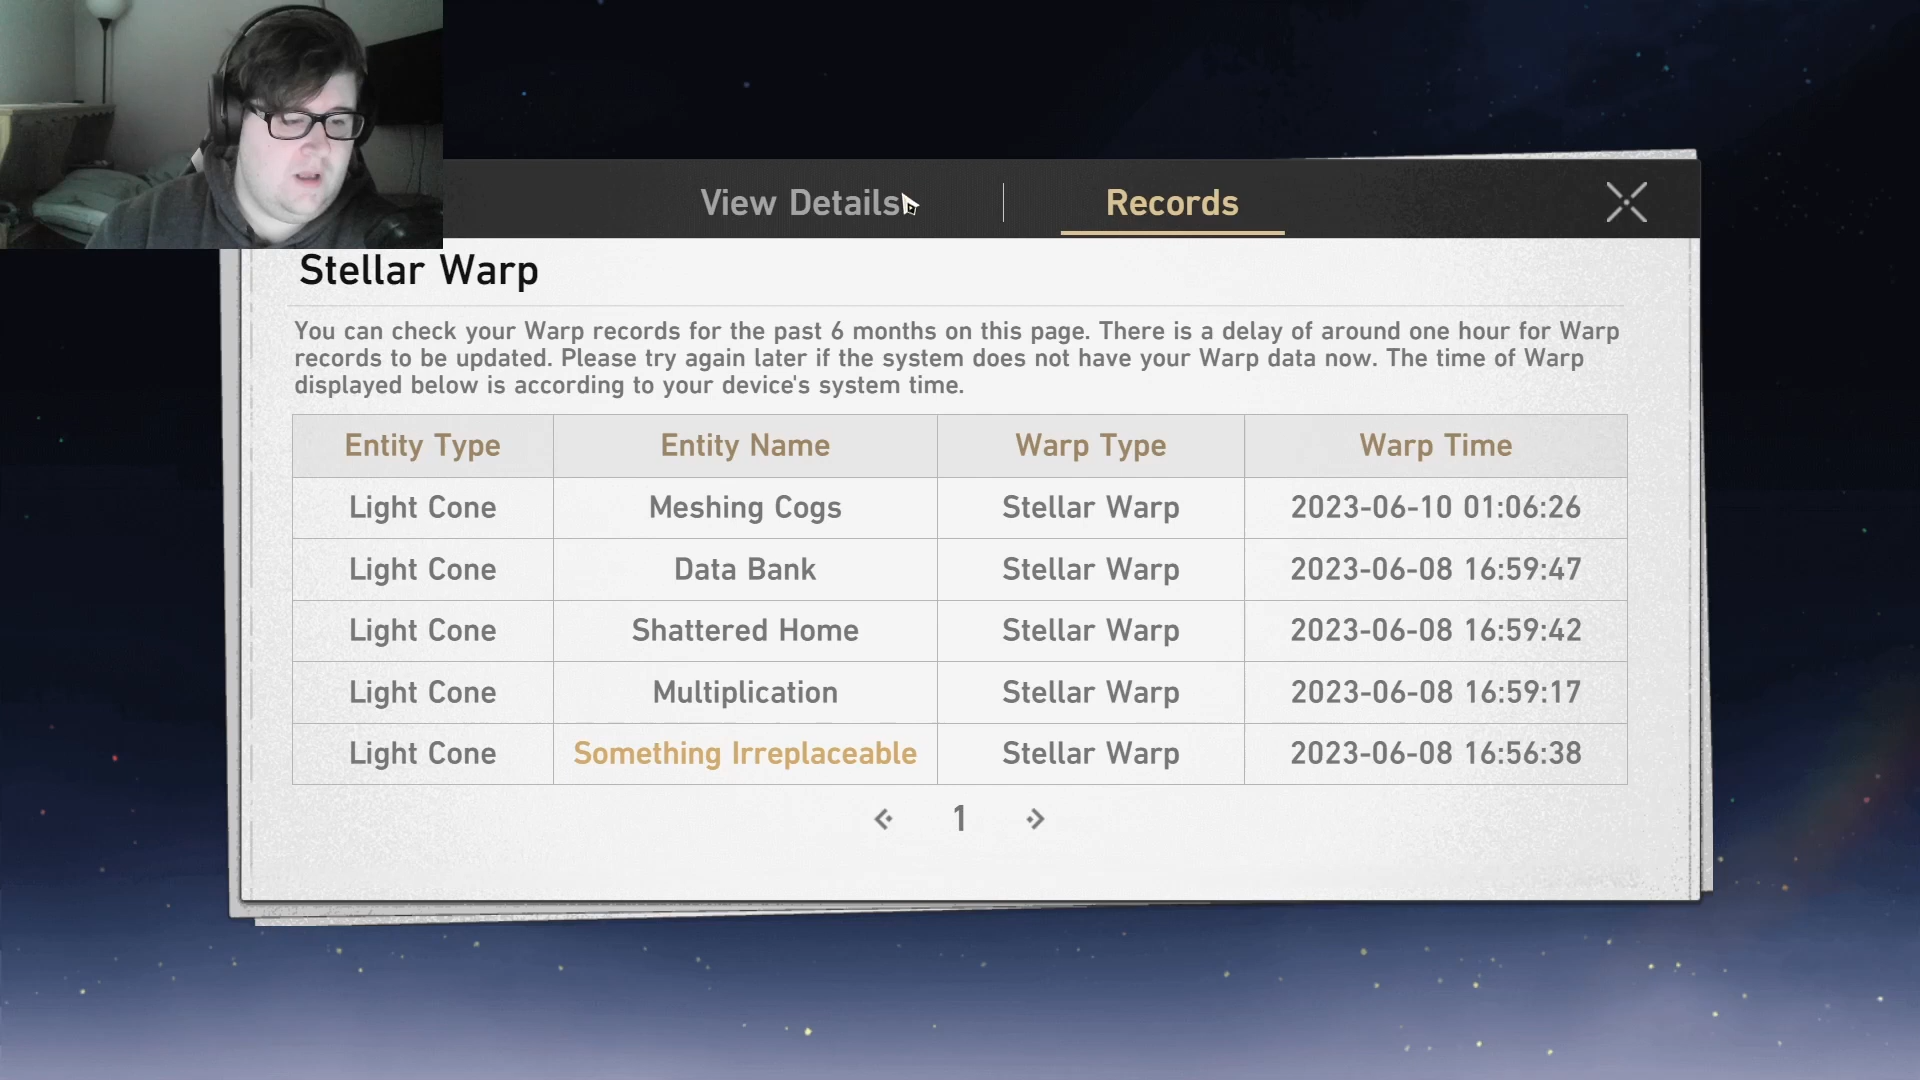 View Details
Records
Stellar Warp
You can check your Warp records for the past 6 months on this page. There is a delay of around one hour for Warp
records to be updated. Please try again later if the system does not have your Warp data now. The time of Warp
displayed below is according to your device's system time.
Entity Type Entity Name Warp Type Warp Time
Light Cone Meshing Cogs Stellar Warp 2023-06-10 01:06:26
Light Cone Data Bank Stellar Warp 2023-06-08 16:59:47
Light Cone Shattered Home Stellar Warp 2023-06-08 16:59:42
Light Cone Multiplication Stellar Warp 2023-06-08 16:59:17
Light Cone Something Irreplaceable Stellar Warp 2023-06-08 16:56:38
1